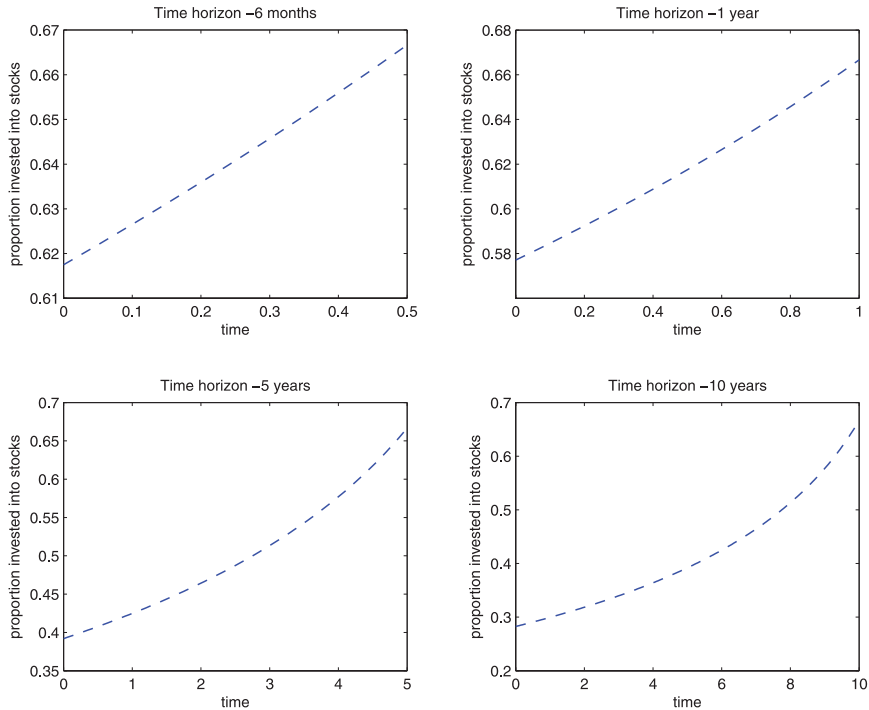 Time horizon –6 months
0.67
0.66
0.65
0.64
0.63
0.62
0.61
proportion invested into stocks
0 0.1 0.2 0.3 0.4 0.5
time
Time horizon –1 year
0.68
0.66
0.64
0.62
0.6
0.58
proportion invested into stocks
0 0.2 0.4 0.6 0.8 1
time
Time horizon –5 years
0.7
0.65
0.6
0.55
0.5
0.45
0.4
0.35
proportion invested into stocks
0 1 2 3 4 5
time
Time horizon –10 years
0.7
0.6
0.5
0.4
0.3
0.2
proportion invested into stocks
0 2 4 6 8 10
time